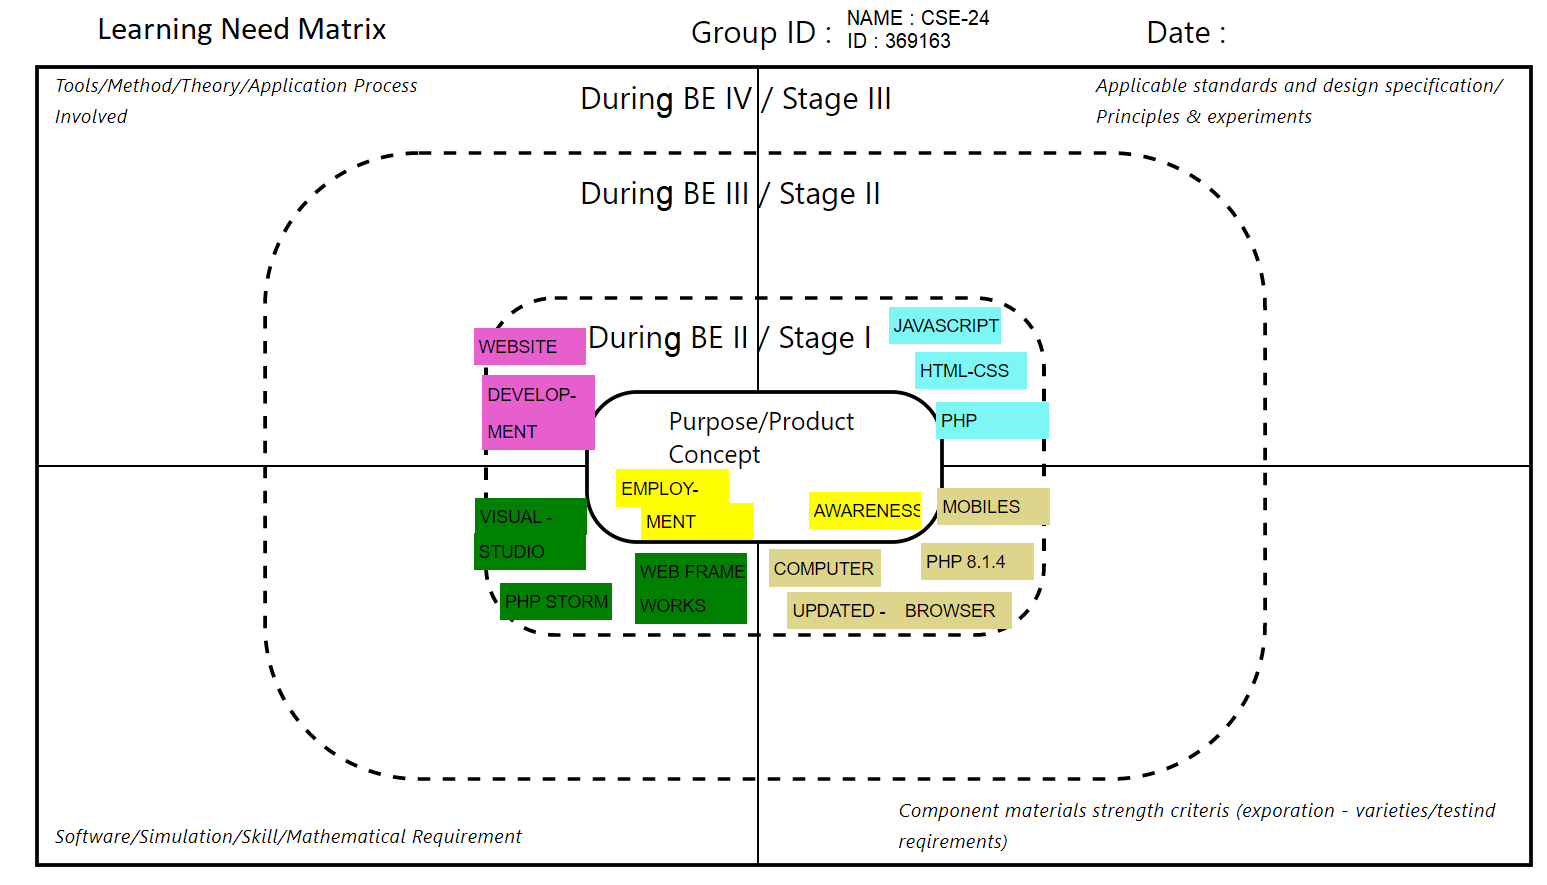 Learning Need Matrix
Group ID :
NAME : CSE-24
ID : 369163
Date :
Tools/Method/Theory/Application Process
Involved
During BE IV / Stage III
Applicable standards and design specification/
Principles & experiments
During BE III / Stage II
During BE II / Stage I
WEBSITE
DEVELOP-
MENT
JAVASCRIPT
HTML-CSS
PHP
Purpose/Product
Concept
EMPLOY-
MENT
AWARENESS
VISUAL -
STUDIO
PHP STORM
WEB FRAME
WORKS
MOBILES
COMPUTER
PHP 8.1.4
UPDATED - BROWSER
Software/Simulation/Skill/Mathematical Requirement
Component materials strength criteris (exporation - varieties/testind
reqirements)